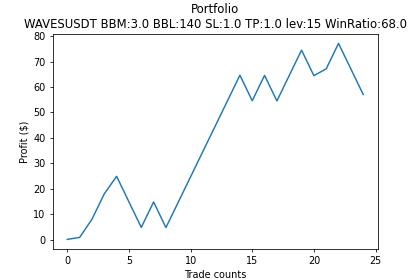 Portfolio
WAVESUSDT BBM:3.0 BBL:140 SL:1.0 TP:1.0 lev:15 WinRatio:68.0
80
70
60
50
40
30
20
10
0
Profit ($)
0 5 10 15 20 25
Trade counts